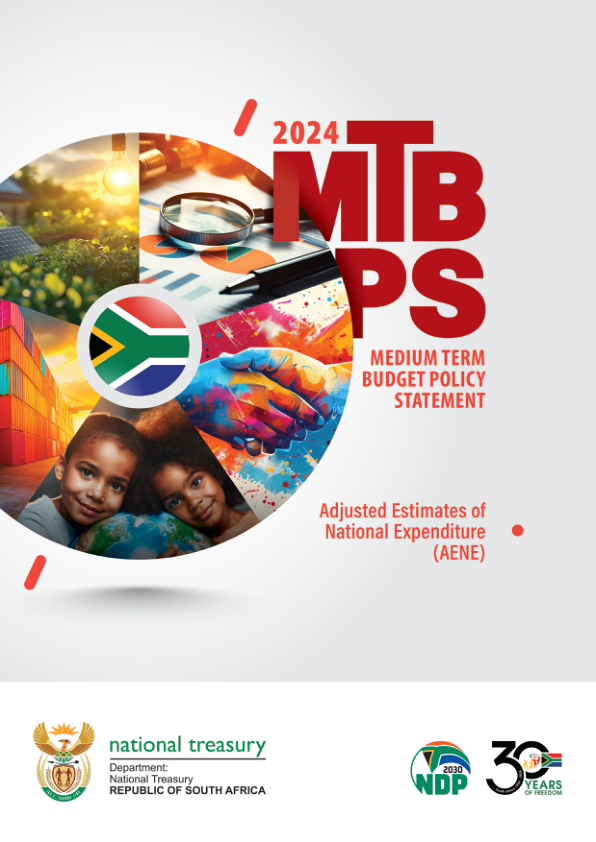 2024
MTB
PS
MEDIUM TERM
BUDGET POLICY
STATEMENT
Adjusted Estimates of
National Expenditure
(AENE)
national treasury
Department:
National Treasury
REPUBLIC OF SOUTH AFRICA
2030
NDP
30
YEARS
OF FREEDOM